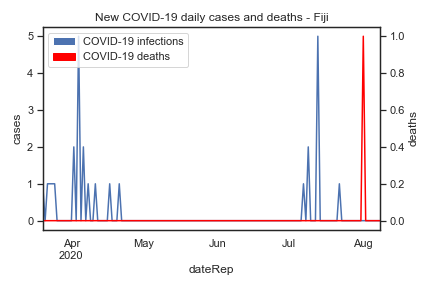 New COVID-19 daily cases and deaths - Fiji
COVID-19 infections
COVID-19 deaths
5
4
3
2
1
0
cases
1.0
0.8
0.6
0.4
0.2
0.0
deaths
Apr
2020
May
Jun
Jul
Aug
dateRep